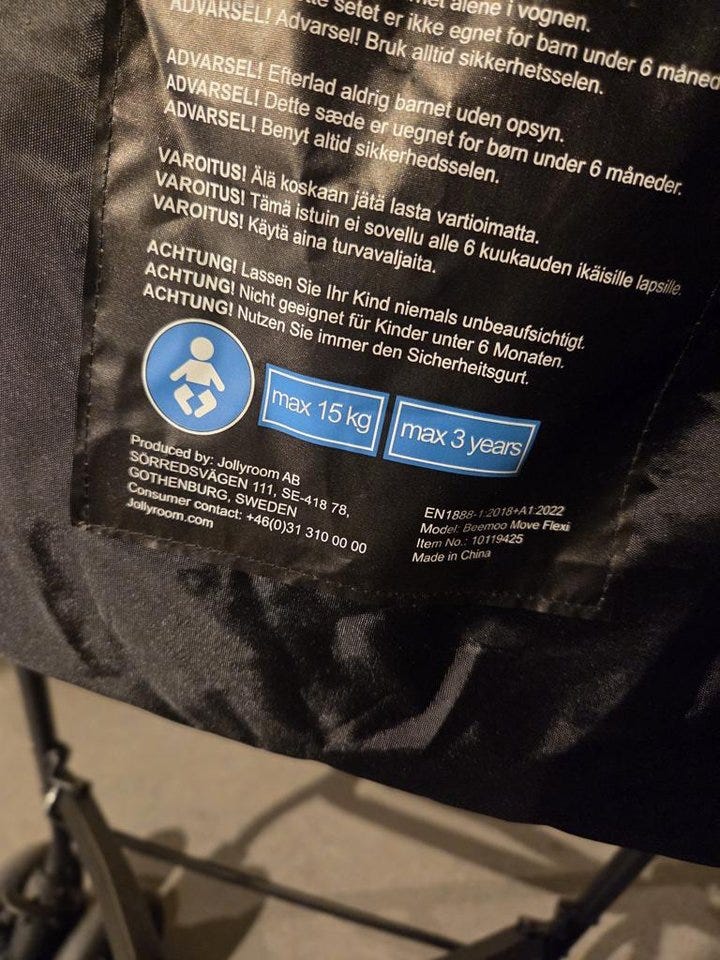 alene i vognen.
setet er ikke egnet for barn under 6 måned
ADVARSEL! Advarsel! Bruk alltid sikkerhetsselen.
ADVARSEL! Efterlad aldrig barnet uden opsyn.
ADVARSEL! Dette sæde er uegnet for børn under 6 måneder.
ADVARSEL! Benyt altid sikkerhedsselen.
VAROITUS! Älä koskaan jätä lasta vartioimatta.
VAROITUS! Tämä istuin ei sovellu alle 6 kuukauden ikäisille lapsille.
VAROITUS! Käytä aina turvavaljaita.
ACHTUNG! Lassen Sie Ihr Kind niemals unbeaufsichtigt.
ACHTUNG! Nicht geeignet für Kinder unter 6 Monaten.
ACHTUNG! Nutzen Sie immer den Sicherheitsgurt.
max 15 kg
max 3 years
Produced by: Jollyroom AB
SÖRREDSVÄGEN 111, SE-418 78,
GOTHENBURG, SWEDEN
Consumer contact: +46(0)31 310 00 00
Jollyroom.com
EN1888-1:2018+A1:2022
Model: Beemoo Move Flexi
Item No.: 10119425
Made in China